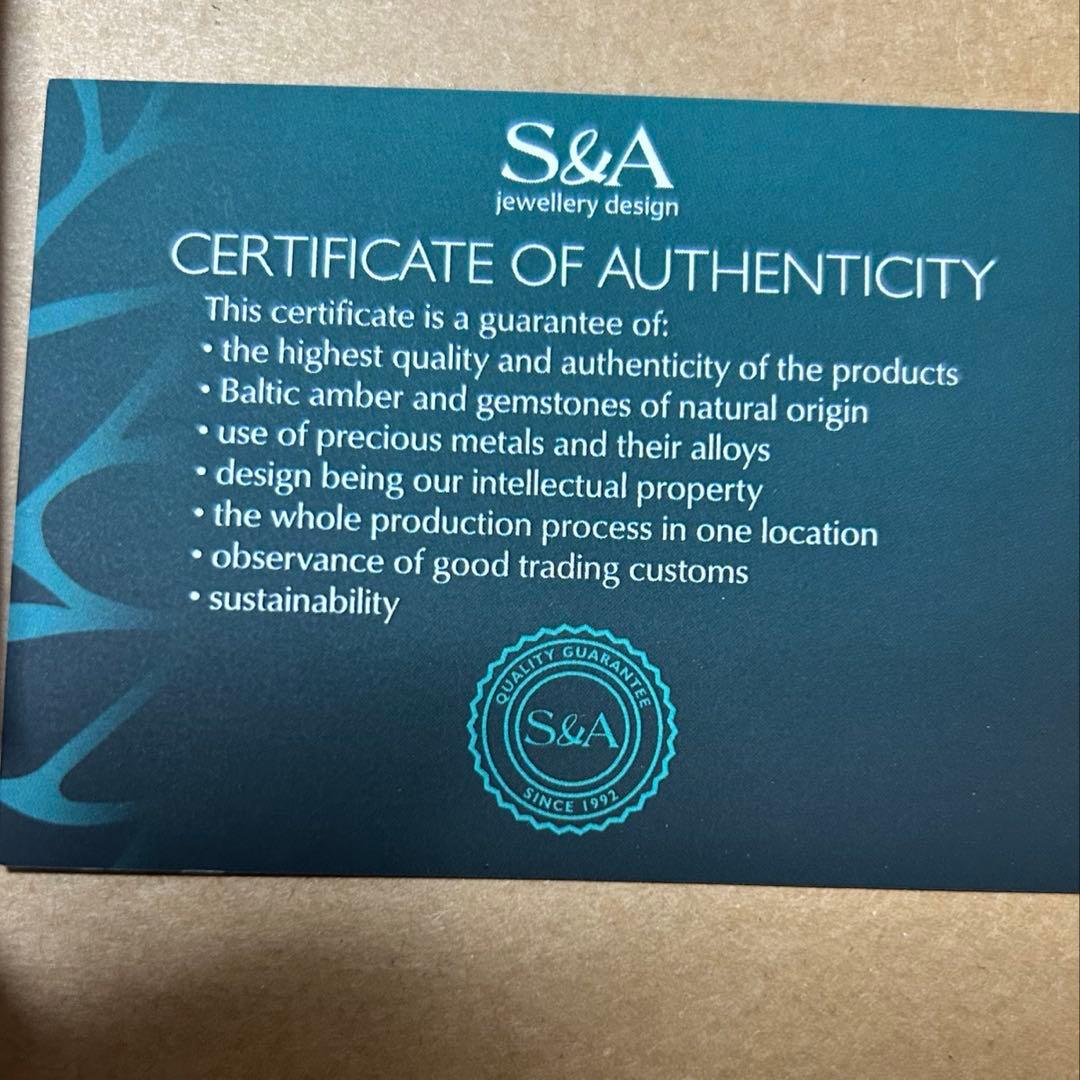 S&A
jewellery design
CERTIFICATE OF AUTHENTICITY
This certificate is a guarantee of:
• the highest quality and authenticity of the products
• Baltic amber and gemstones of natural origin
• use of precious metals and their alloys
• design being our intellectual property
• the whole production process in one location
• observance of good trading customs
• sustainability
QUALITY GUARANTEE
S&A
SINCE 1992